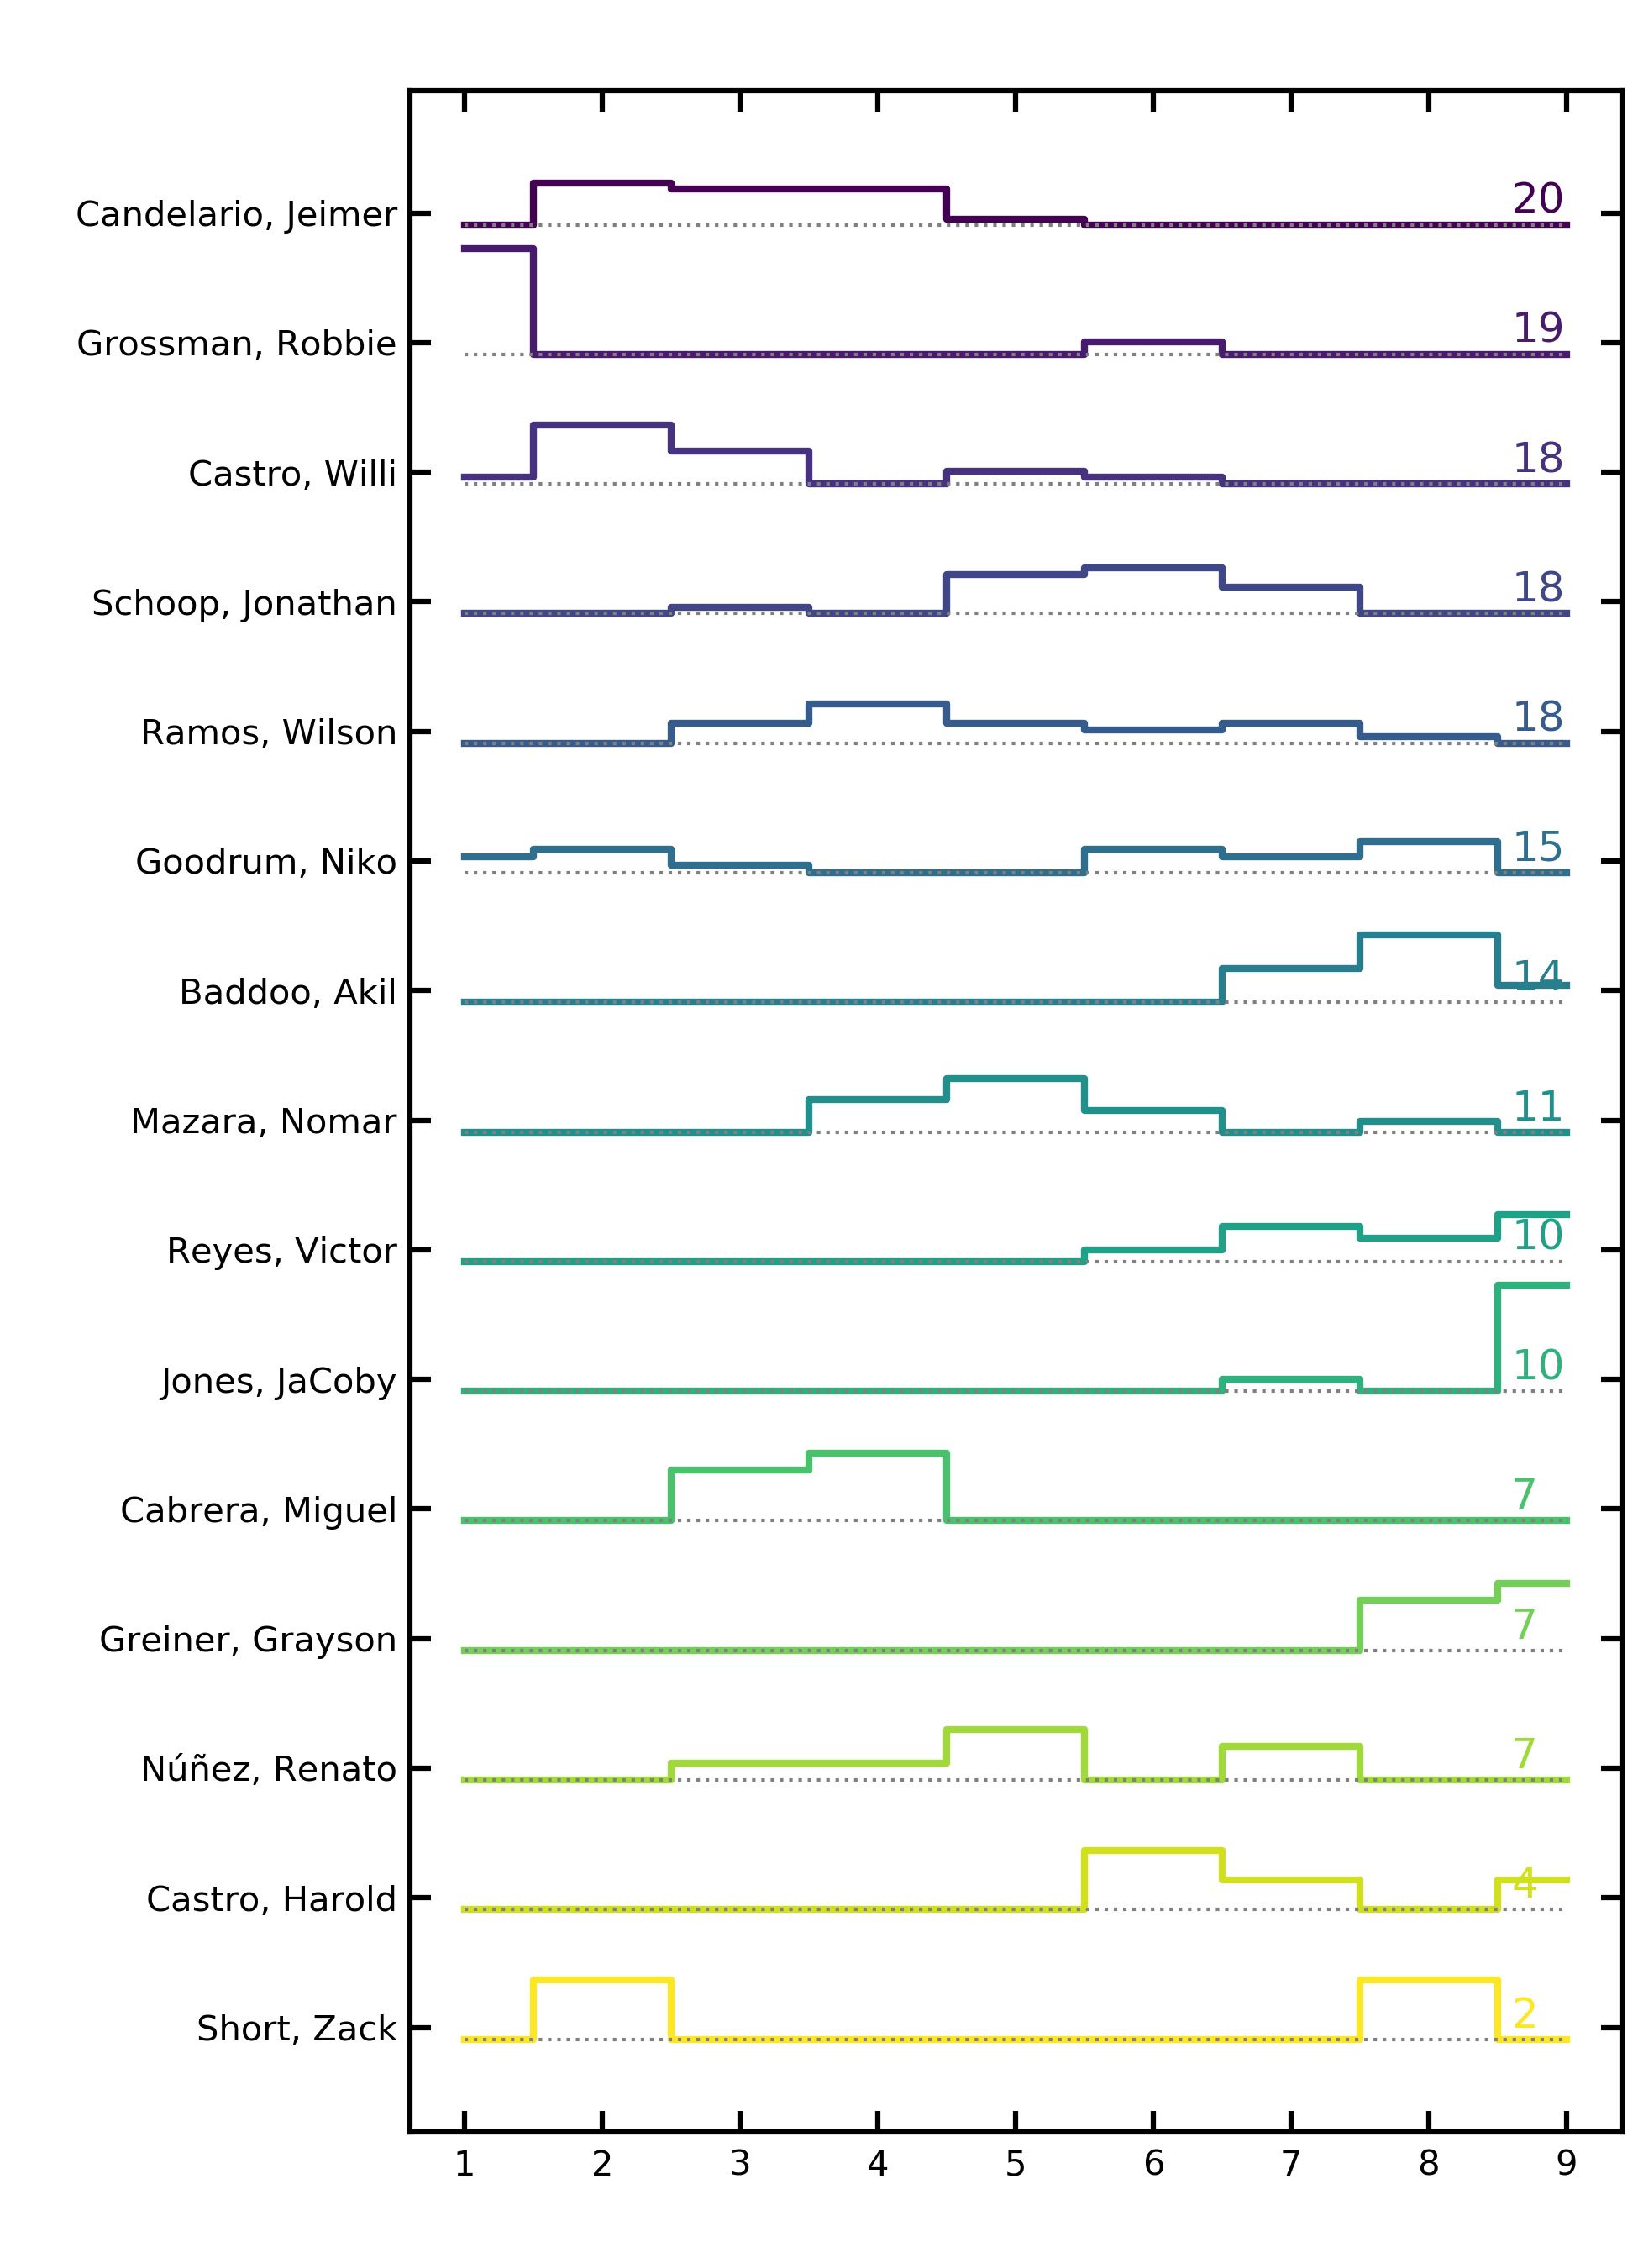 Candelario, Jeimer 20
Grossman, Robbie 19
Castro, Willi 18
Schoop, Jonathan 18
Ramos, Wilson 18
Goodrum, Niko 15
Baddoo, Akil 14
Mazara, Nomar 11
Reyes, Victor 10
Jones, JaCoby 10
Cabrera, Miguel 7
Greiner, Grayson 7
Núñez, Renato 7
Castro, Harold 4
Short, Zack 2
1 2 3 4 5 6 7 8 9